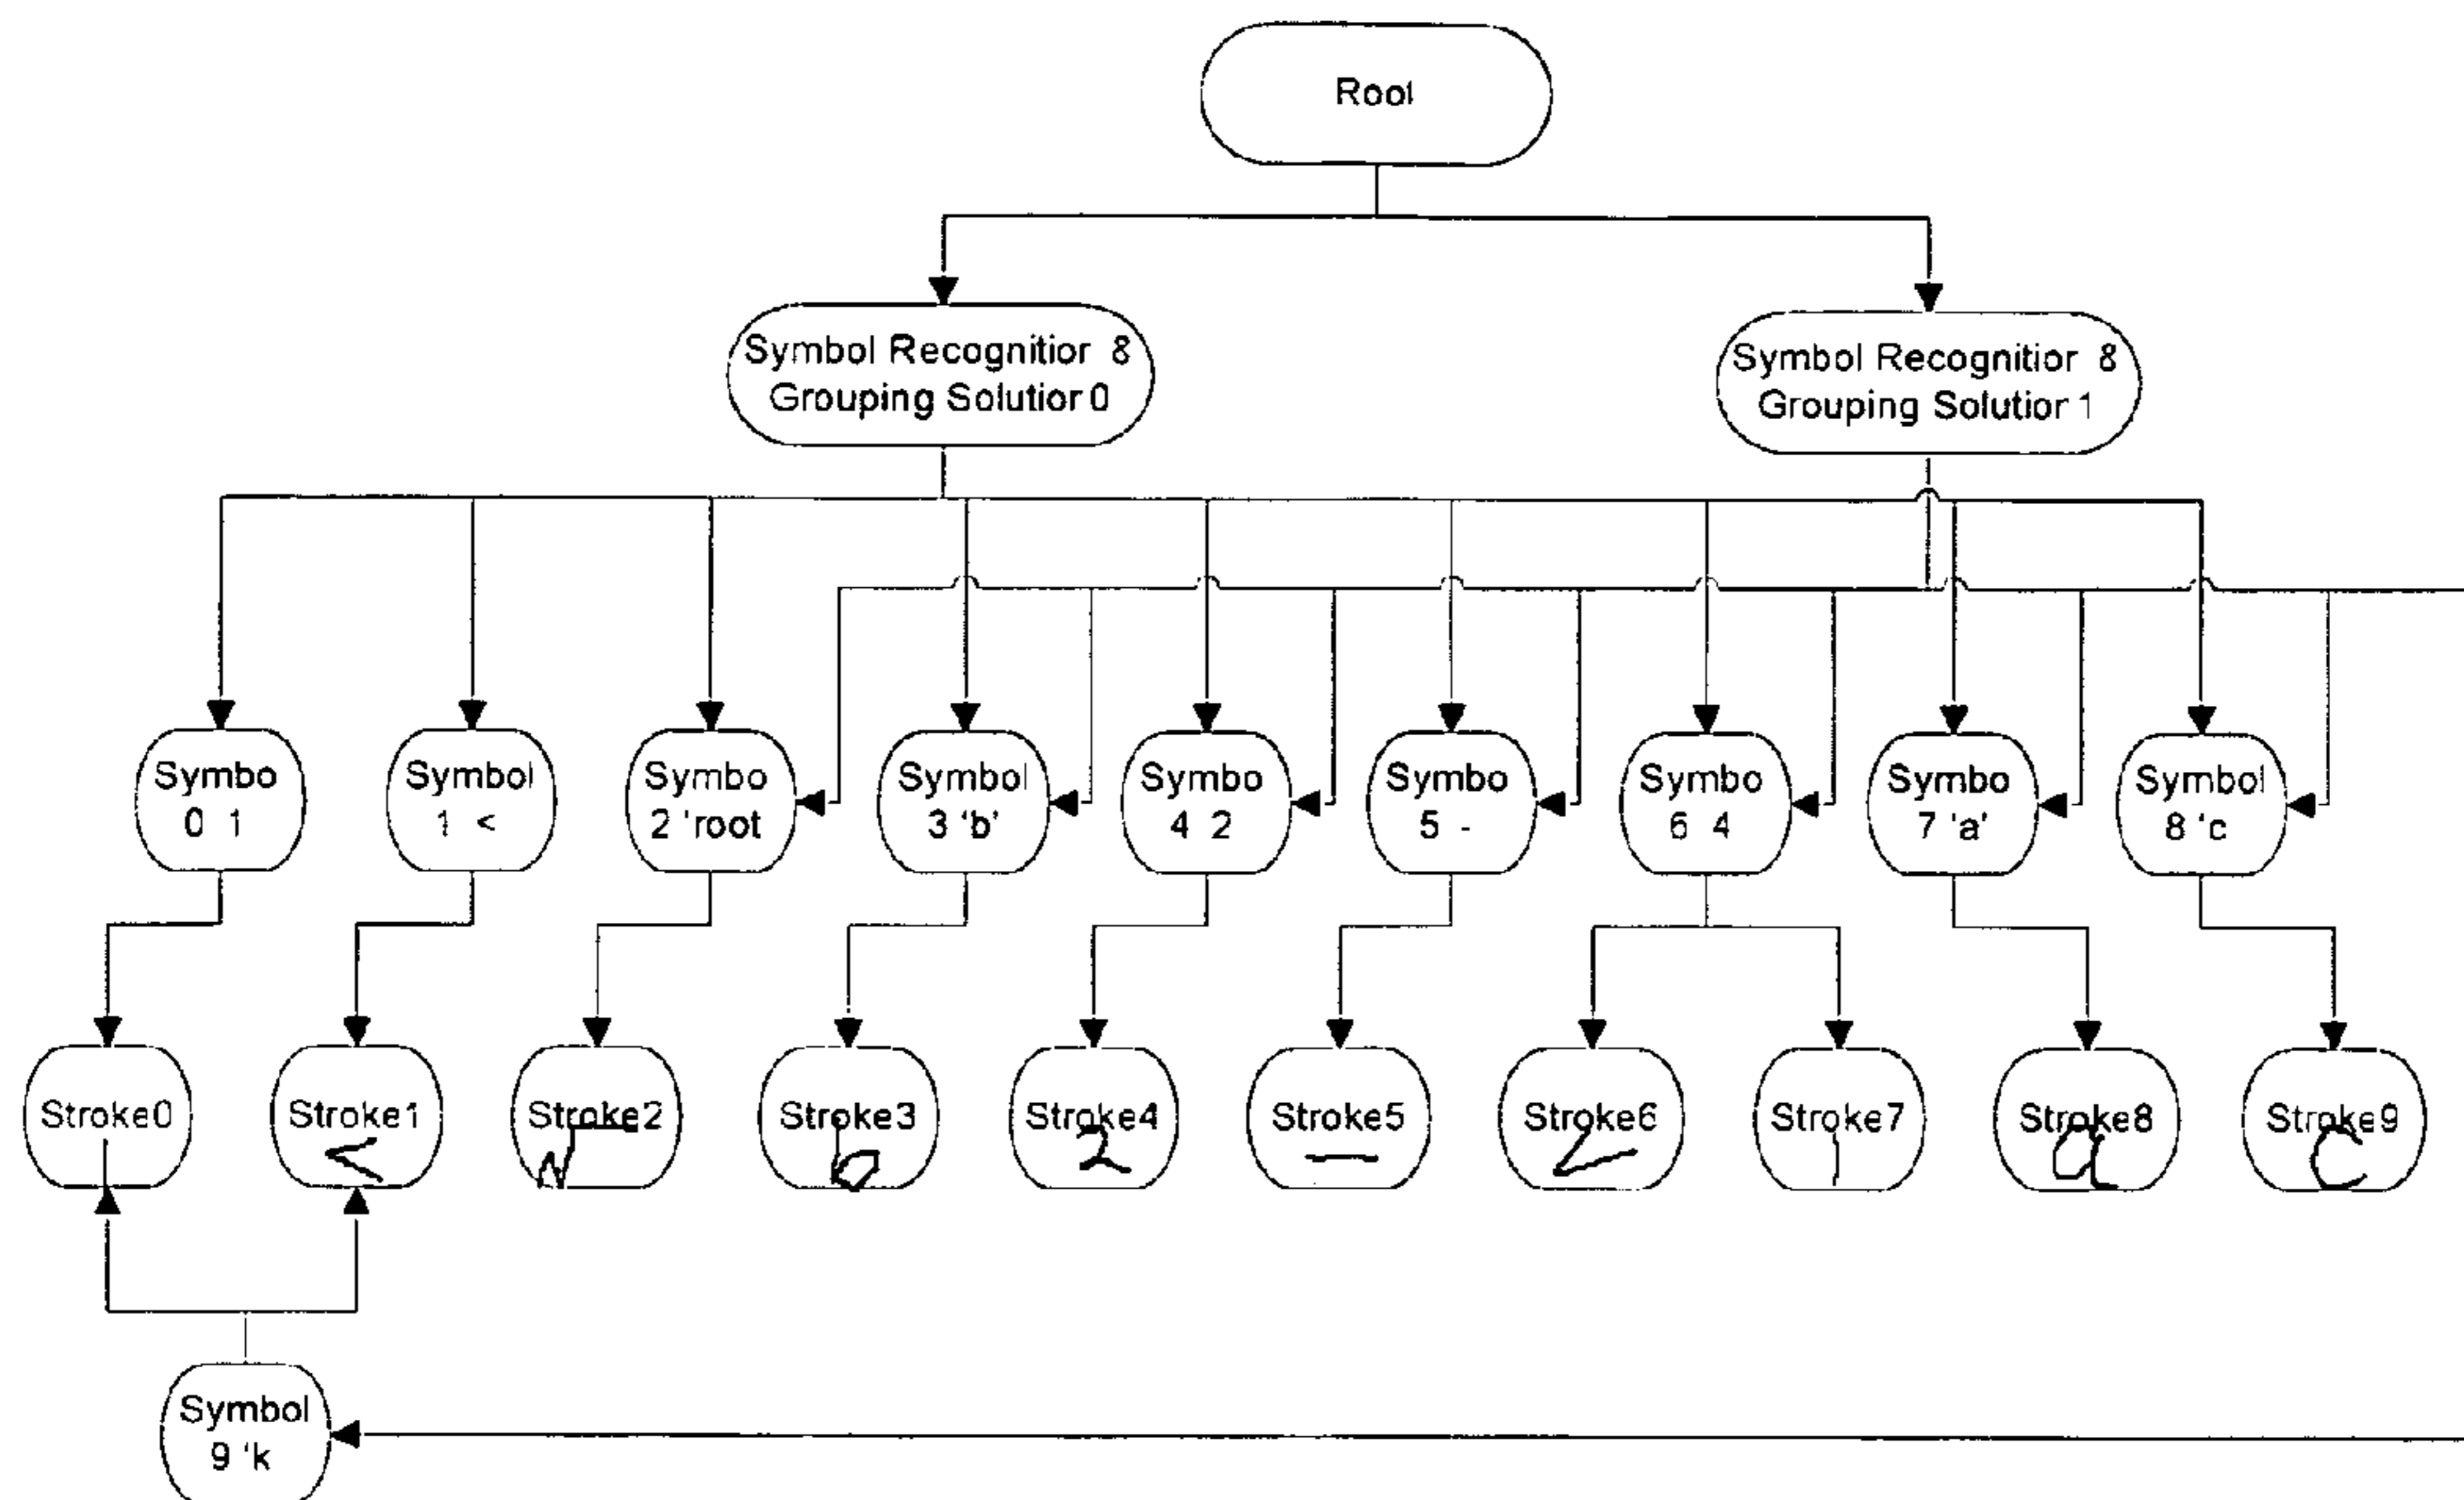 Root
Symbol Recognitior 8
Grouping Solutior 0
Symbol Recognitior 8
Grouping Solutior 1
Symbo
0 1
Symbol
1 <
Symbo
2 'root
Symbol
3 'b'
Symbo
4 2
Symbo
5 -
Symbo
6 4
Symbo
7 'a'
Symbol
8 'c
Stroke0
Stroke1
<
Stroke2
Stroke3
b
Stroke4
2
Stroke5
—
Stroke6
Stroke7
Stroke8
a
Stroke9
c
Symbol
9 'k